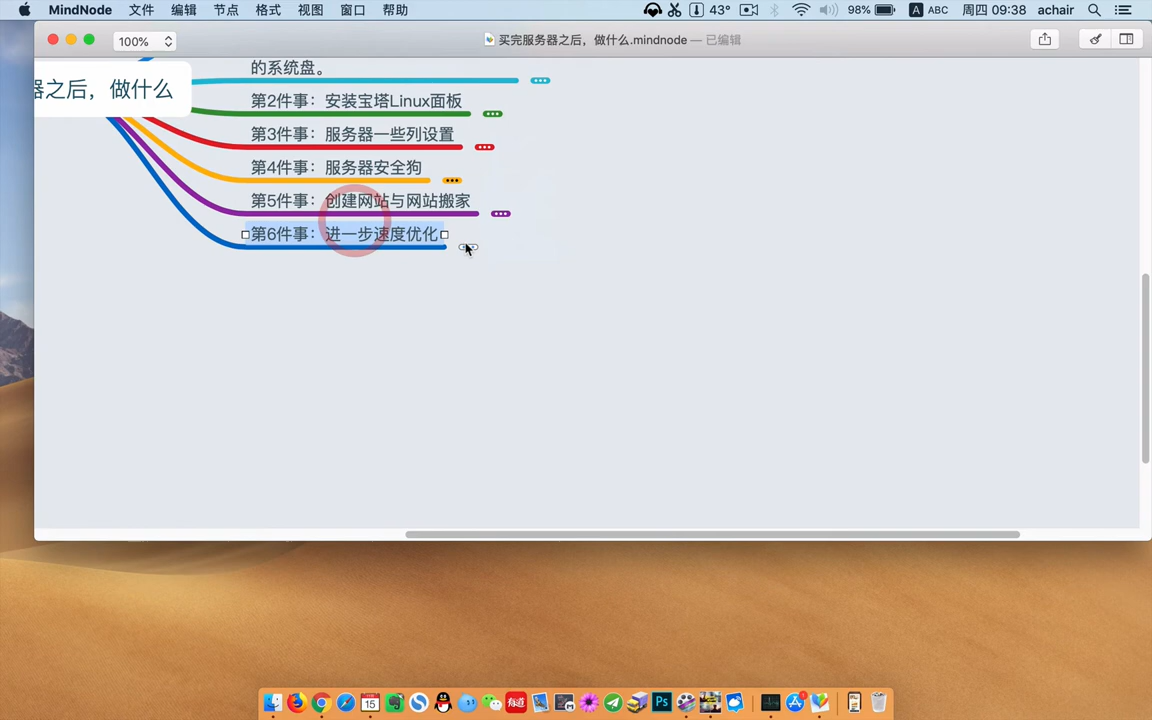 MindNode 文件 编辑 节点 格式 视图 窗口 帮助 43° 98% A ABC 周四 09:38 achair
100% 买完服务器之后，做什么.mindnode — 已编辑
的系统盘。
器之后，做什么
第2件事：安装宝塔Linux面板
第3件事：服务器一些列设置
第4件事：服务器安全狗
第5件事：创建网站与网站搬家
第6件事：进一步速度优化
15 有道 Ps